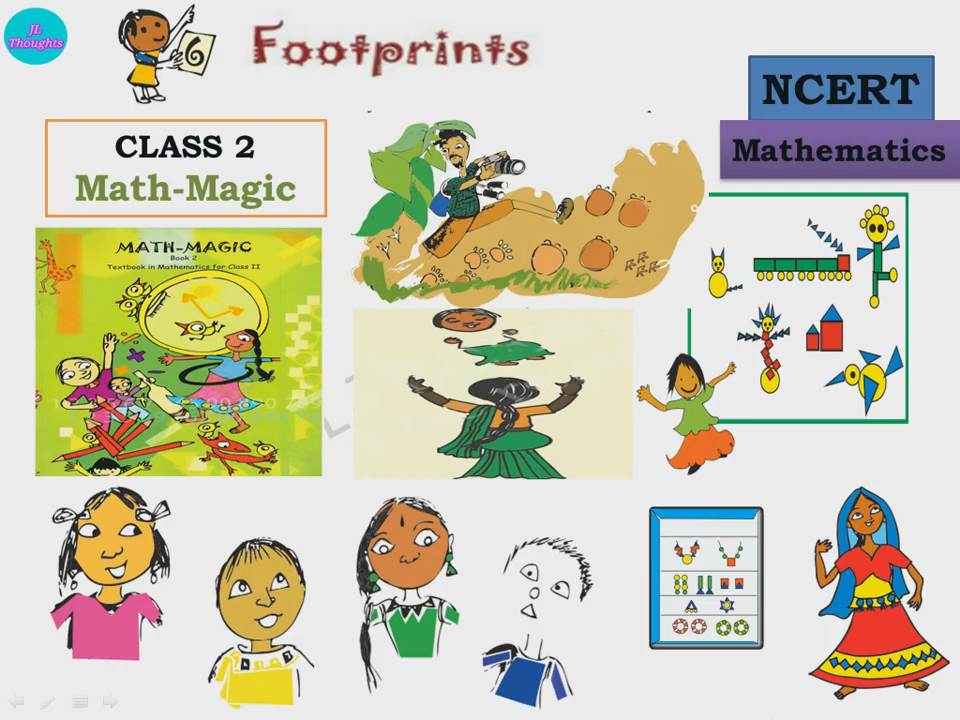 JL
Thoughts
6
Footprints
NCERT
Mathematics
CLASS 2
Math-Magic
MATH-MAGIC
Book 2
Textbook in Mathematics for Class II